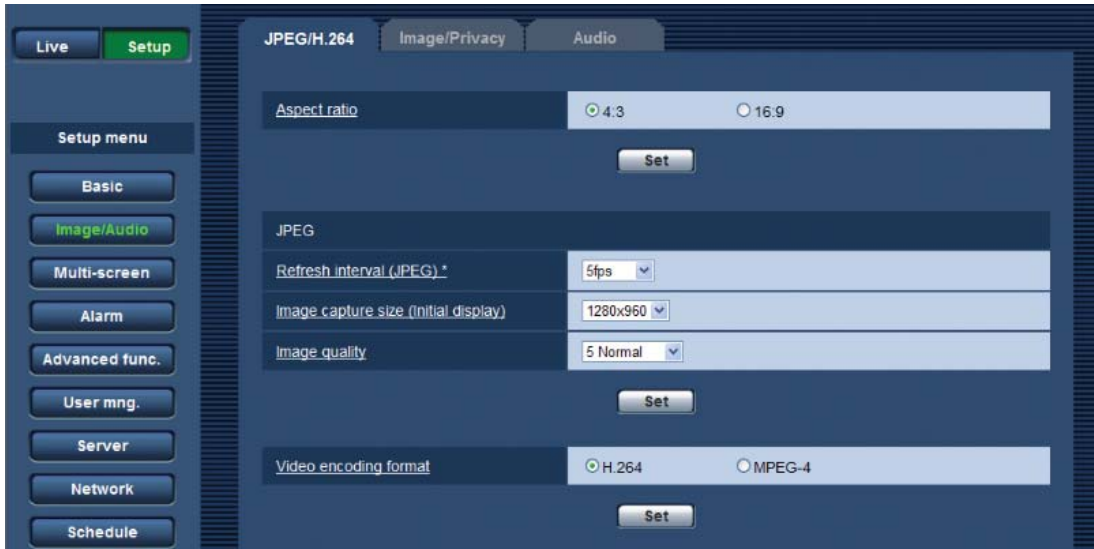 Live
Setup
JPEG/H.264
Image/Privacy
Audio
Setup menu
Basic
Image/Audio
Multi-screen
Alarm
Advanced func.
User mng.
Server
Network
Schedule
Aspect ratio
4:3
16:9
Set
JPEG
Refresh interval (JPEG) *
5fps
Image capture size (Initial display)
1280x960
Image quality
5 Normal
Set
Video encoding format
H.264
MPEG-4
Set